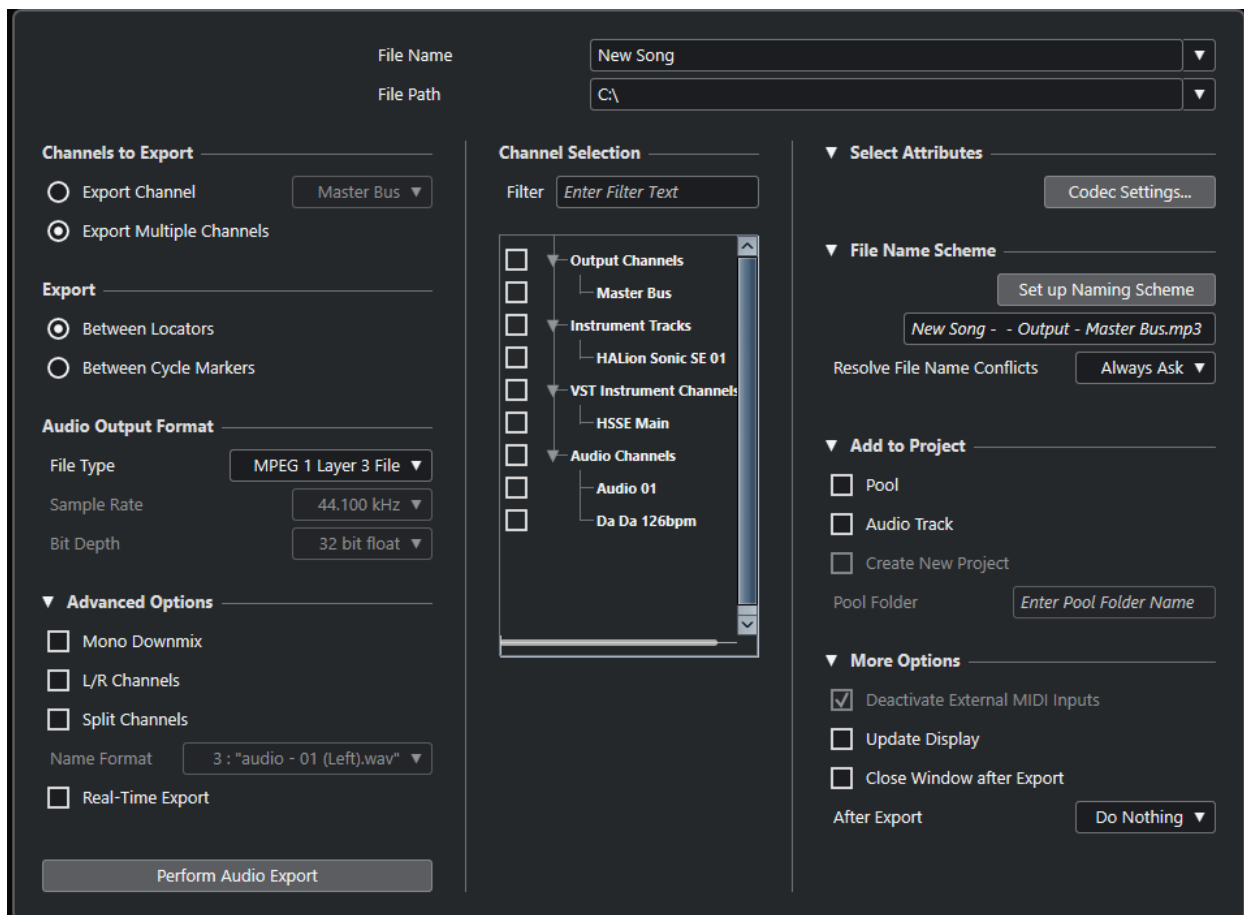 File Name New Song
File Path C:\
Channels to Export
Export Channel Master Bus
Export Multiple Channels
Export
Between Locators
Between Cycle Markers
Audio Output Format
File Type MPEG 1 Layer 3 File
Sample Rate 44.100 kHz
Bit Depth 32 bit float
Advanced Options
Mono Downmix
L/R Channels
Split Channels
Name Format 3 : "audio - 01 (Left).wav"
Real-Time Export
Perform Audio Export
Channel Selection
Filter Enter Filter Text
Output Channels
Master Bus
Instrument Tracks
HALion Sonic SE 01
VST Instrument Channels
HSSE Main
Audio Channels
Audio 01
Da Da 126bpm
Select Attributes
Codec Settings...
File Name Scheme
Set up Naming Scheme
New Song - - Output - Master Bus.mp3
Resolve File Name Conflicts Always Ask
Add to Project
Pool
Audio Track
Create New Project
Pool Folder Enter Pool Folder Name
More Options
Deactivate External MIDI Inputs
Update Display
Close Window after Export
After Export Do Nothing